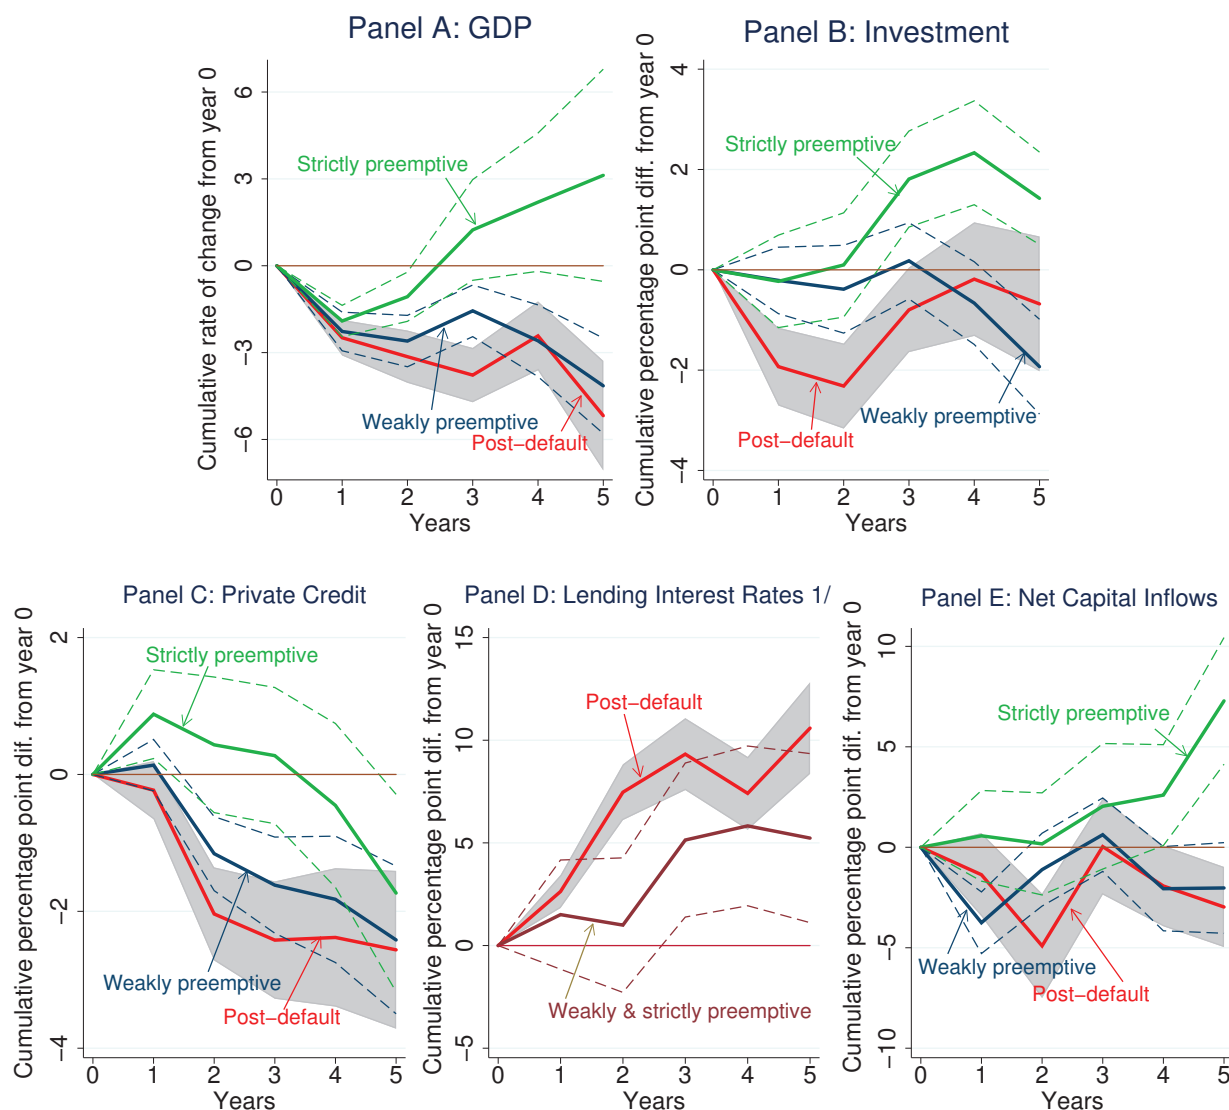 Panel A: GDP
Cumulative rate of change from year 0
6
3
0
−3
−6
Strictly preemptive
Weakly preemptive
Post−default
0 1 2 3 4 5
Years
Panel B: Investment
Cumulative percentage point diff. from year 0
4
2
0
−2
−4
Strictly preemptive
Weakly preemptive
Post−default
0 1 2 3 4 5
Years
Panel C: Private Credit
Cumulative percentage point dif. from year 0
2
0
−2
−4
Strictly preemptive
Weakly preemptive
Post−default
0 1 2 3 4 5
Years
Panel D: Lending Interest Rates 1/
Cumulative percentage point dif. from year 0
15
10
5
0
−5
Post−default
Weakly & strictly preemptive
0 1 2 3 4 5
Years
Panel E: Net Capital Inflows
Cumulative percentage point dif. from year 0
10
5
0
−5
−10
Strictly preemptive
Weakly preemptive
Post−default
0 1 2 3 4 5
Years